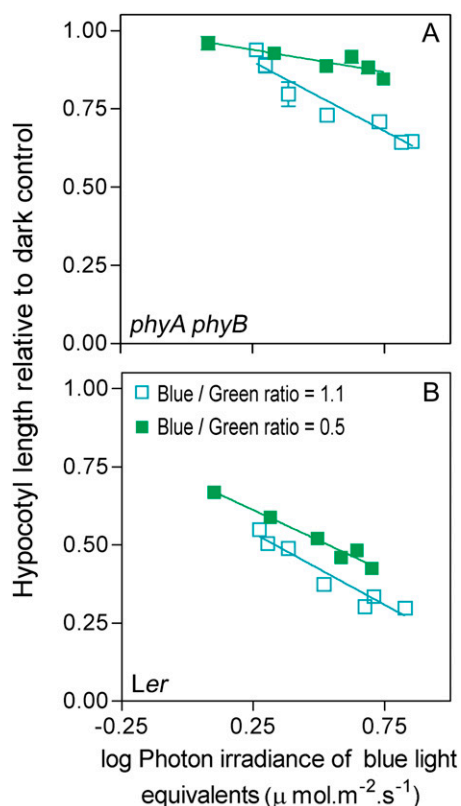 A
1.00
0.75
0.50
0.25
0.00
phyA phyB
B
1.00
Blue / Green ratio = 1.1
Blue / Green ratio = 0.5
0.75
0.50
0.25
0.00
Ler
-0.25
0.25
0.75
Hypocotyl length relative to dark control
log Photon irradiance of blue light
equivalents (μ mol.m⁻².s⁻¹)